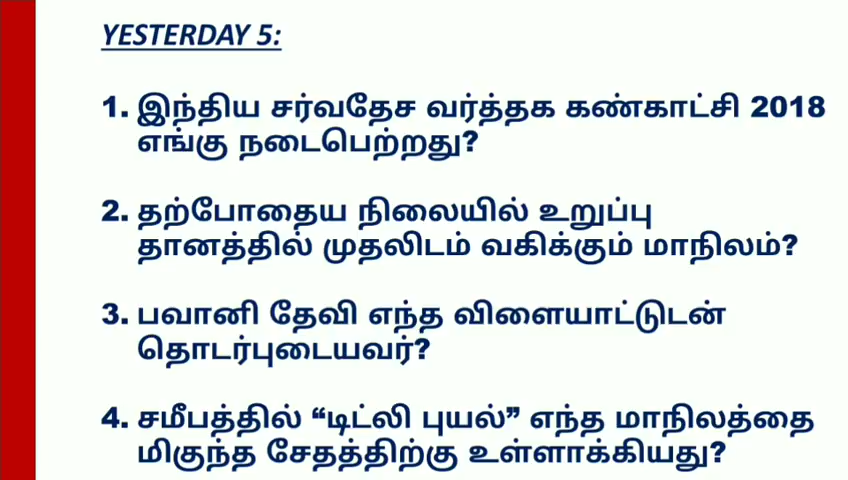 YESTERDAY 5:
1. இந்திய சர்வதேச வர்த்தக கண்காட்சி 2018
எங்கு நடைபெற்றது?
2. தற்போதைய நிலையில் உறுப்பு
தானத்தில் முதலிடம் வகிக்கும் மாநிலம்?
3. பவானி தேவி எந்த விளையாட்டுடன்
தொடர்புடையவர்?
4. சமீபத்தில் “டிட்லி புயல்” எந்த மாநிலத்தை
மிகுந்த சேதத்திற்கு உள்ளாக்கியது?